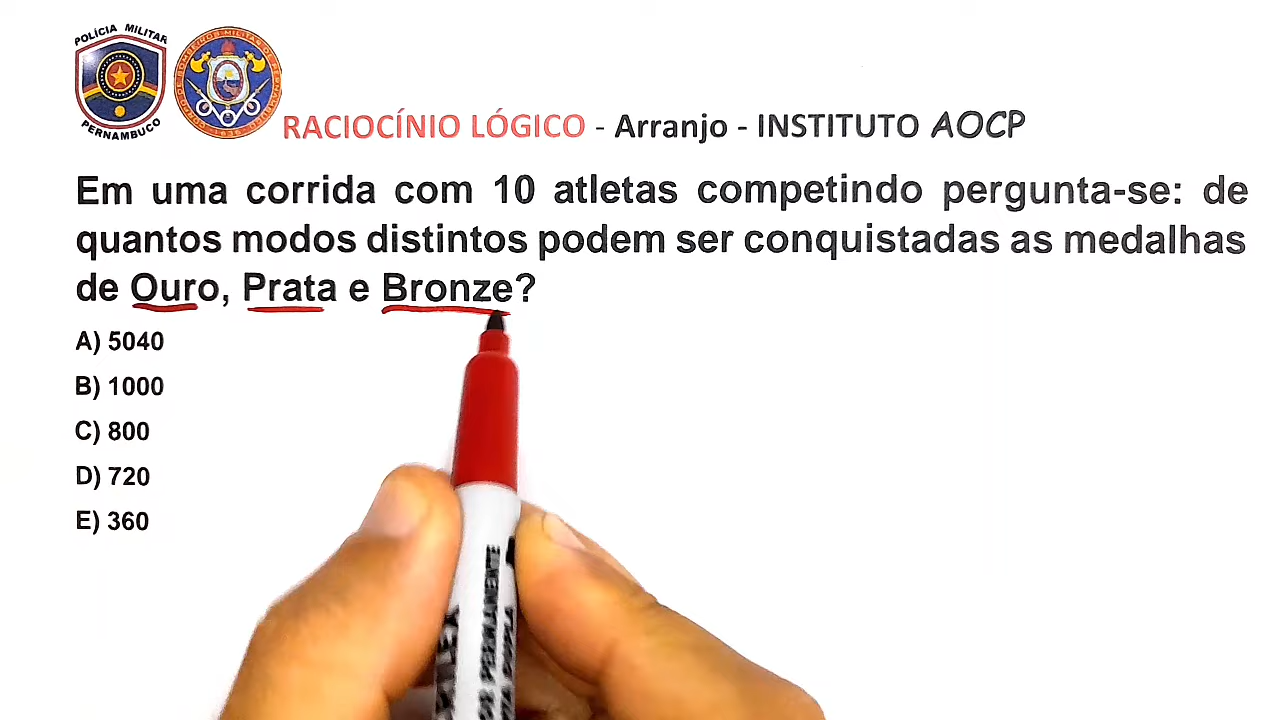 POLÍCIA MILITAR
PERNAMBUCO
RACIOCÍNIO LÓGICO - Arranjo - INSTITUTO AOCP
Em uma corrida com 10 atletas competindo pergunta-se: de
quantos modos distintos podem ser conquistadas as medalhas
de Ouro, Prata e Bronze?
A) 5040
B) 1000
C) 800
D) 720
E) 360